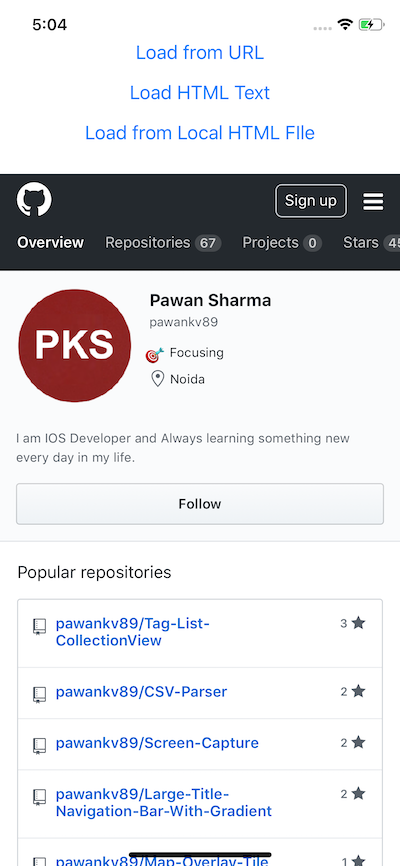 5:04
Load from URL
Load HTML Text
Load from Local HTML FIle
Sign up
Overview Repositories 67 Projects 0 Stars 45
PKS
Pawan Sharma
pawankv89
Focusing
Noida
I am IOS Developer and Always learning something new
every day in my life.
Follow
Popular repositories
pawankv89/Tag-List-
CollectionView
3
pawankv89/CSV-Parser 2
pawankv89/Screen-Capture 2
pawankv89/Large-Title-
Navigation-Bar-With-Gradient
2
pawankv89/Map-Overlay-Tile 1